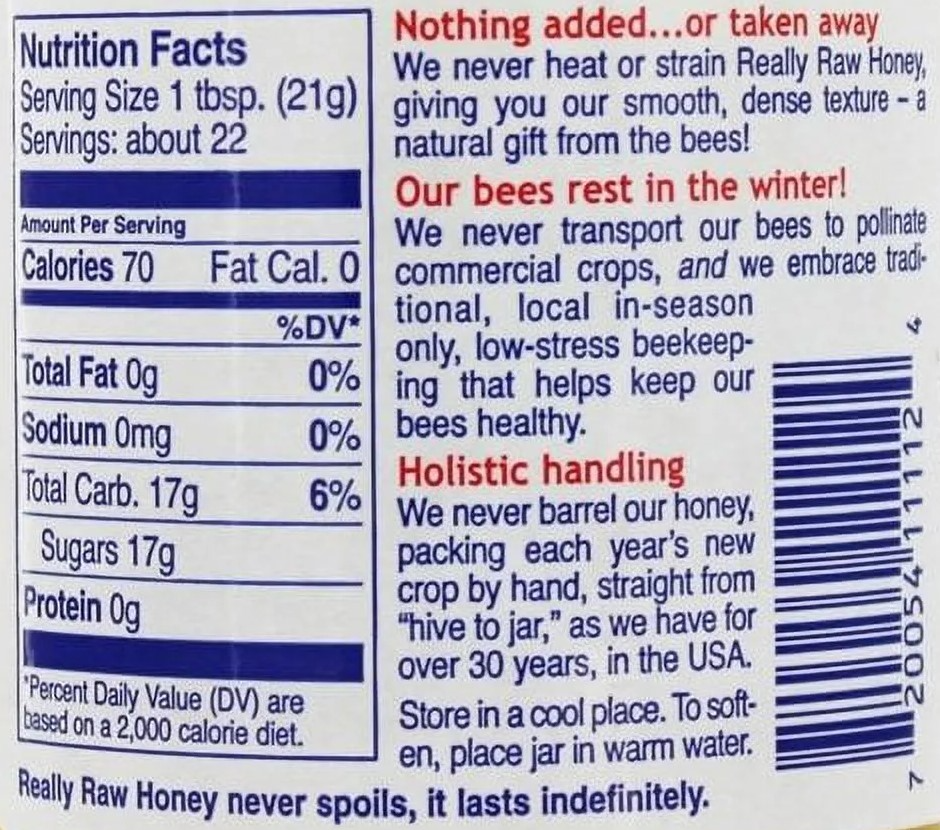 Nutrition Facts
Serving Size 1 tbsp. (21g)
Servings: about 22
Amount Per Serving
Calories 70 Fat Cal. 0
%DV*
Total Fat 0g 0%
Sodium 0mg 0%
Total Carb. 17g 6%
Sugars 17g
Protein 0g
*Percent Daily Value (DV) are
based on a 2,000 calorie diet.
Nothing added...or taken away
We never heat or strain Really Raw Honey,
giving you our smooth, dense texture – a
natural gift from the bees!
Our bees rest in the winter!
We never transport our bees to pollinate
commercial crops, and we embrace tradi-
tional, local in-season
only, low-stress beekeep-
ing that helps keep our
bees healthy.
Holistic handling
We never barrel our honey,
packing each year's new
crop by hand, straight from
"hive to jar," as we have for
over 30 years, in the USA.
Store in a cool place. To soft-
en, place jar in warm water.
7 20054 11112 4
Really Raw Honey never spoils, it lasts indefinitely.